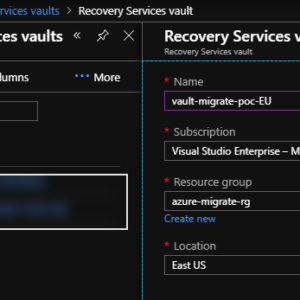 rvices vaults > Recovery Services vault
ces vaults
lumns
More
Recovery Services v
Recovery Services vault
* Name
vault-migrate-poc-EU
* Subscription
Visual Studio Enterprise – M
* Resource group
azure-migrate-rg
Create new
* Location
East US